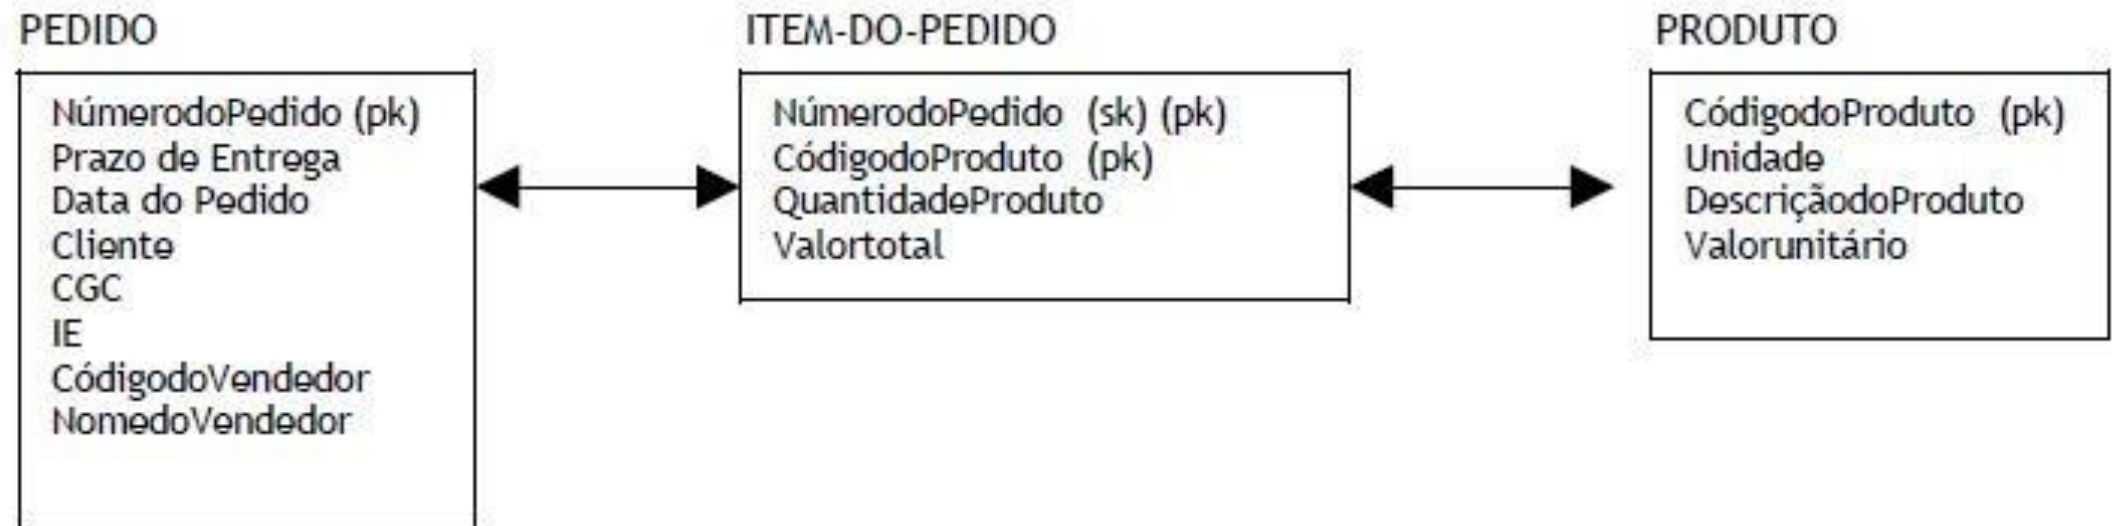 PEDIDO
NúmerodoPedido (pk)
Prazo de Entrega
Data do Pedido
Cliente
CGC
IE
CódigodoVendedor
NomedoVendedor
ITEM-DO-PEDIDO
NúmerodoPedido (sk) (pk)
CódigodoProduto (pk)
QuantidadeProduto
Valortotal
PRODUTO
CódigodoProduto (pk)
Unidade
DescriçãodoProduto
Valorunitário